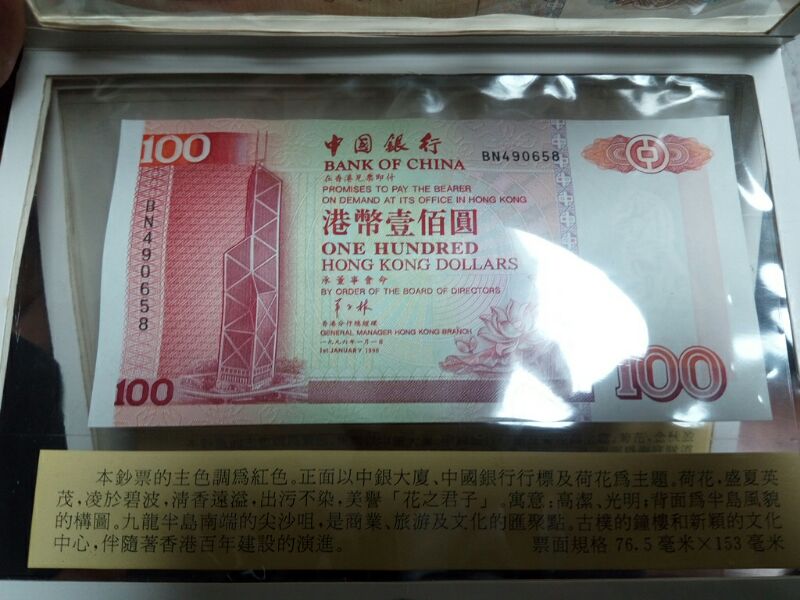 100
中國銀行
BN490658
BANK OF CHINA
在香港見票即付
PROMISES TO PAY THE BEARER
ON DEMAND AT ITS OFFICE IN HONG KONG
BN490658
港幣壹佰圓
ONE HUNDRED
HONG KONG DOLLARS
承董事會命
BY ORDER OF THE BOARD OF DIRECTORS
香港分行總經理
GENERAL MANAGER HONG KONG BRANCH
一九九六年一月一日
1st JANUARY 1996
100
100
本鈔票的主色調爲紅色。正面以中銀大廈、中國銀行行標及荷花爲主題。荷花，盛夏英
茂，凌於碧波，清香遠溢，出污不染，美譽「花之君子」。寓意：高潔、光明；背面爲半島風貌
的構圖。九龍半島南端的尖沙咀，是商業、旅游及文化的匯聚點。古樸的鐘樓和新穎的文化
中心，伴隨著香港百年建設的演進。 票面規格 76.5 毫米×153 毫米